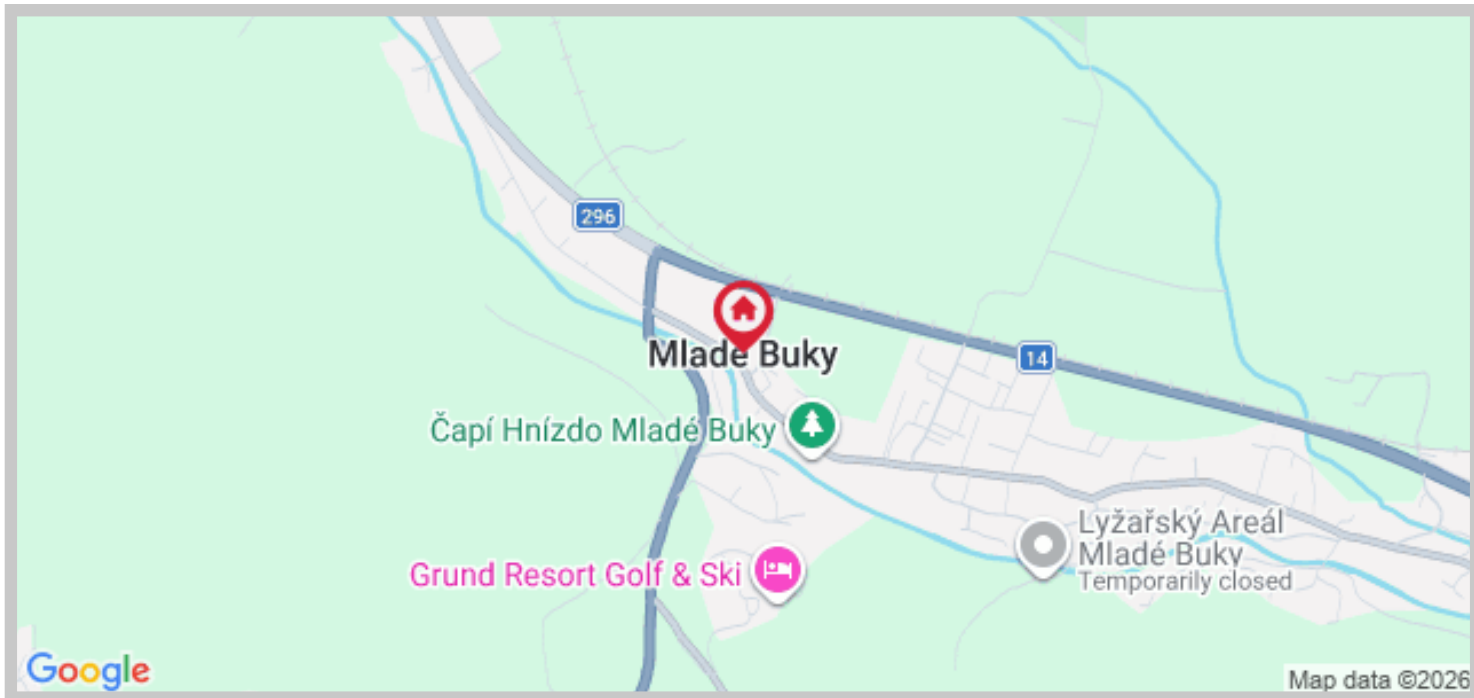 296
Mladé Buky
14
Čapí Hnízdo Mladé Buky
Lyžařský Areál
Mladé Buky
Temporarily closed
Grund Resort Golf & Ski
Google
Map data ©2026